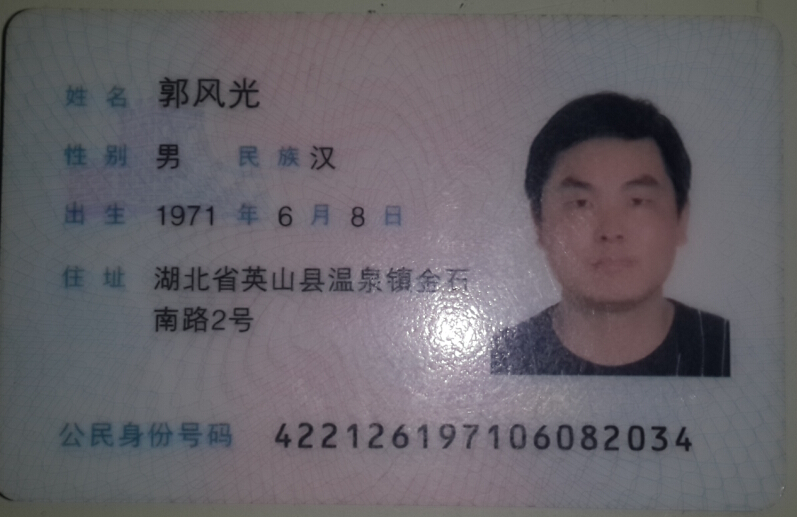 姓名 郭风光
性别 男 民族 汉
出生 1971 年 6 月 8 日
住址 湖北省英山县温泉镇金石
南路2号
公民身份号码 422126197106082034